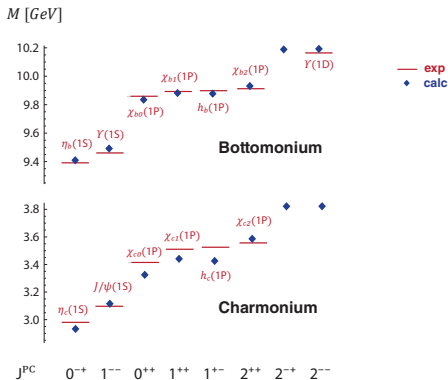 M [GeV]
10.2
10.0
9.8
9.6
9.4
η_b(1S)
ϒ(1S)
χ_b0(1P)
χ_b1(1P)
h_b(1P)
χ_b2(1P)
ϒ(1D)
exp
calc
Bottomonium
3.8
3.6
3.4
3.2
3.0
η_c(1S)
J/ψ(1S)
χ_c0(1P)
χ_c1(1P)
h_c(1P)
χ_c2(1P)
Charmonium
J^PC 0⁻⁺ 1⁻⁻ 0⁺⁺ 1⁺⁺ 1⁺⁻ 2⁺⁺ 2⁻⁺ 2⁻⁻